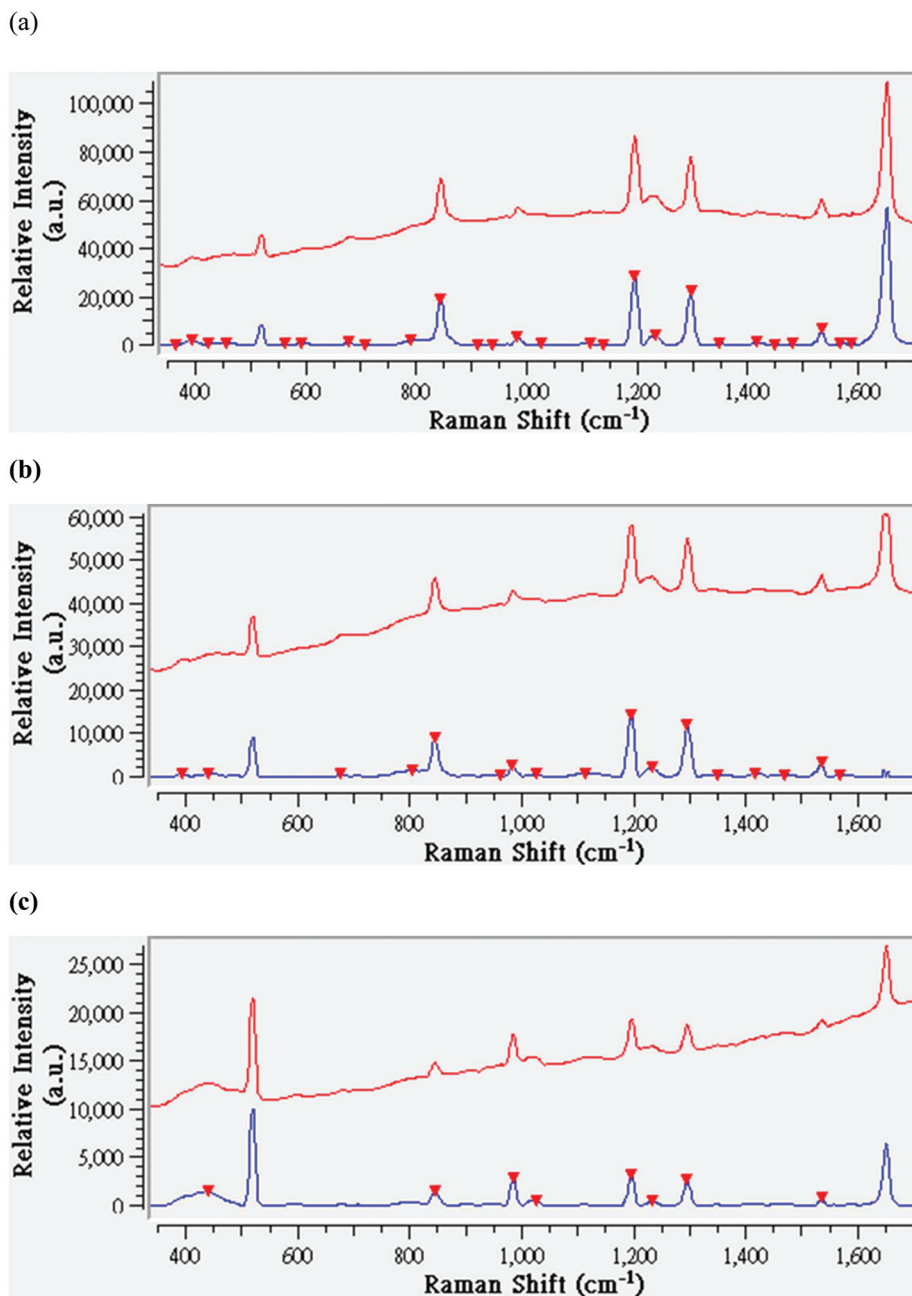 (a)
Relative Intensity
(a.u.)
100,000
80,000
60,000
40,000
20,000
0
400 600 800 1,000 1,200 1,400 1,600
Raman Shift (cm⁻¹)
(b)
Relative Intensity
(a.u.)
60,000
50,000
40,000
30,000
20,000
10,000
0
400 600 800 1,000 1,200 1,400 1,600
Raman Shift (cm⁻¹)
(c)
Relative Intensity
(a.u.)
25,000
20,000
15,000
10,000
5,000
0
400 600 800 1,000 1,200 1,400 1,600
Raman Shift (cm⁻¹)